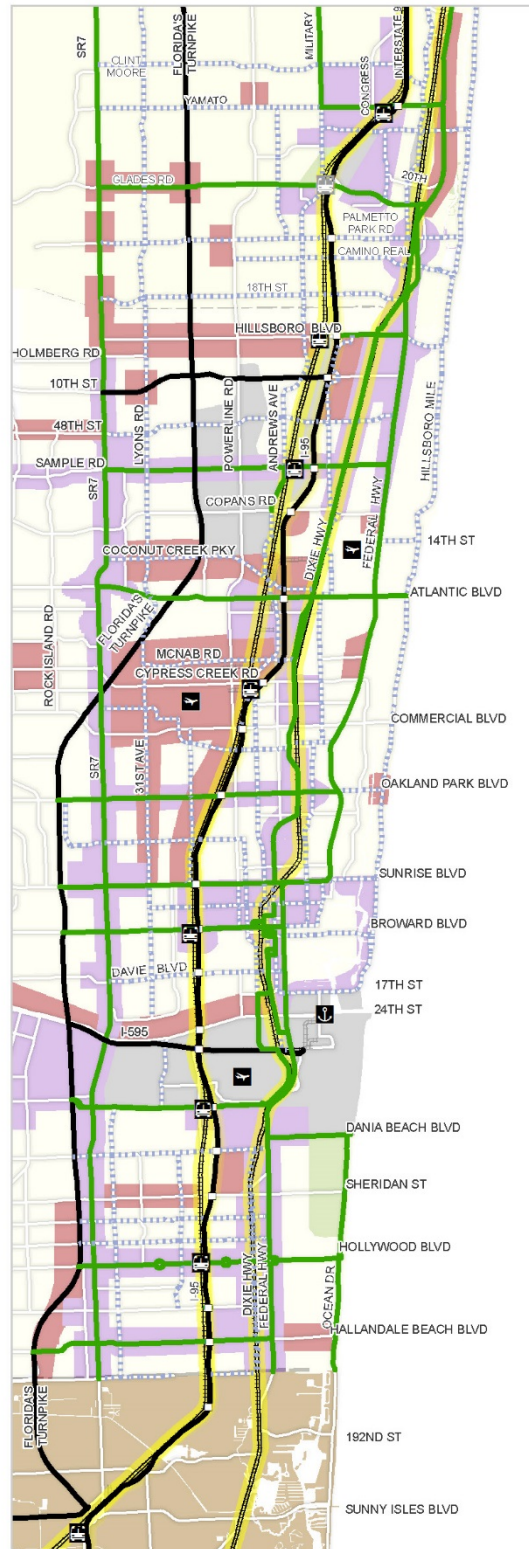 SR7
FLORIDA'S
TURNPIKE
MILITARY
CONGRESS
INTERSTATE 9
CLINT
MOORE
YAMATO
GLADES RD
20TH
PALMETTO
PARK RD
CAMINO REAL
18TH ST
HILLSBORO BLVD
HOLMBERG RD
10TH ST
LYONS RD
POWERLINE RD
ANDREWS AVE
I-95
HILLSBORO MILE
48TH ST
SAMPLE RD
SR7
COPANS RD
DIXIE HWY
FEDERAL HWY
14TH ST
COCONUT CREEK PKY
ATLANTIC BLVD
FLORIDA'S
TURNPIKE
ROCK ISLAND RD
MCNAB RD
CYPRESS CREEK RD
COMMERCIAL BLVD
SR7
31ST AVE
OAKLAND PARK BLVD
SUNRISE BLVD
BROWARD BLVD
DAVIE BLVD
17TH ST
24TH ST
I-595
DANIA BEACH BLVD
SHERIDAN ST
HOLLYWOOD BLVD
I-95
DIXIE HWY
FEDERAL HWY
OCEAN DR
HALLANDALE BEACH BLVD
FLORIDA'S
TURNPIKE
192ND ST
SUNNY ISLES BLVD